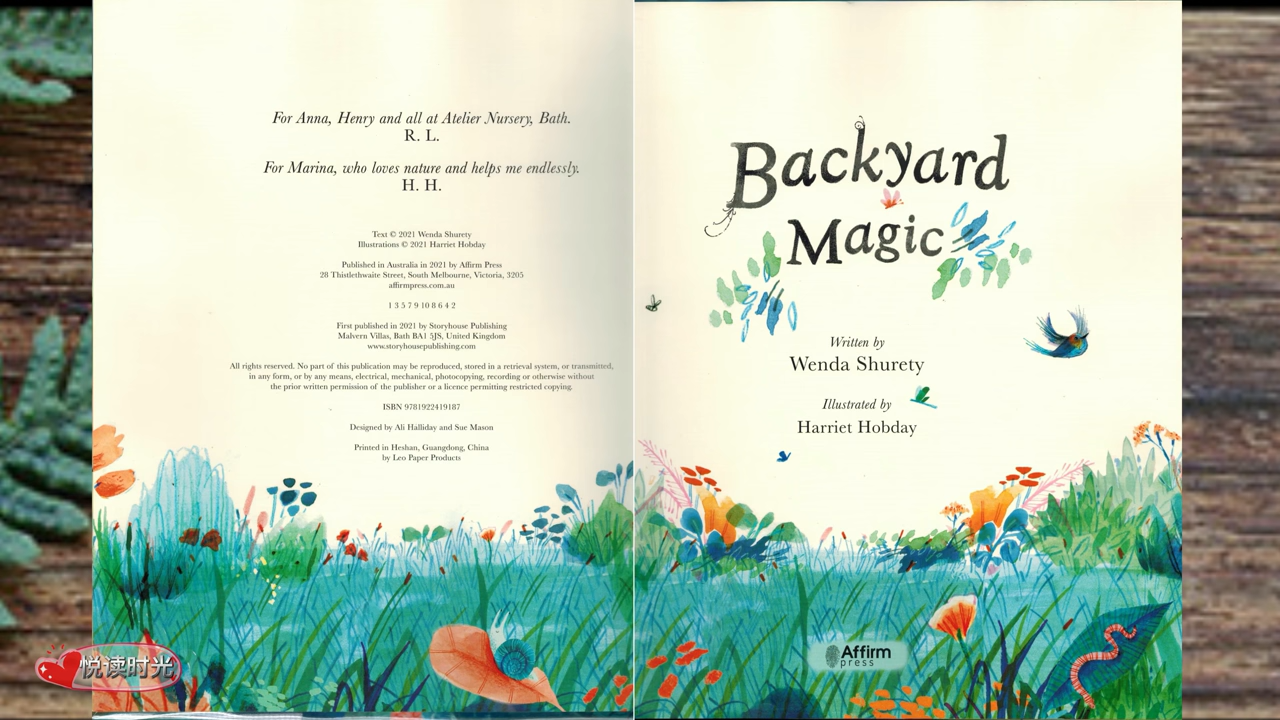 For Anna, Henry and all at Atelier Nursery, Bath.
R. L.
For Marina, who loves nature and helps me endlessly.
H. H.
Text © 2021 Wenda Shurety
Illustrations © 2021 Harriet Hobday
Published in Australia in 2021 by Affirm Press
28 Thistlethwaite Street, South Melbourne, Victoria, 3205
affirmpress.com.au
1 3 5 7 9 10 8 6 4 2
First published in 2021 by Storyhouse Publishing
Malvern Villas, Bath BA1 5JS, United Kingdom
www.storyhousepublishing.com
All rights reserved. No part of this publication may be reproduced, stored in a retrieval system, or transmitted,
in any form, or by any means, electrical, mechanical, photocopying, recording or otherwise without
the prior written permission of the publisher or a licence permitting restricted copying.
ISBN 9781922419187
Designed by Ali Halliday and Sue Mason
Printed in Heshan, Guangdong, China
by Leo Paper Products
悦读时光
Backyard
Magic
Written by
Wenda Shurety
Illustrated by
Harriet Hobday
Affirm
press